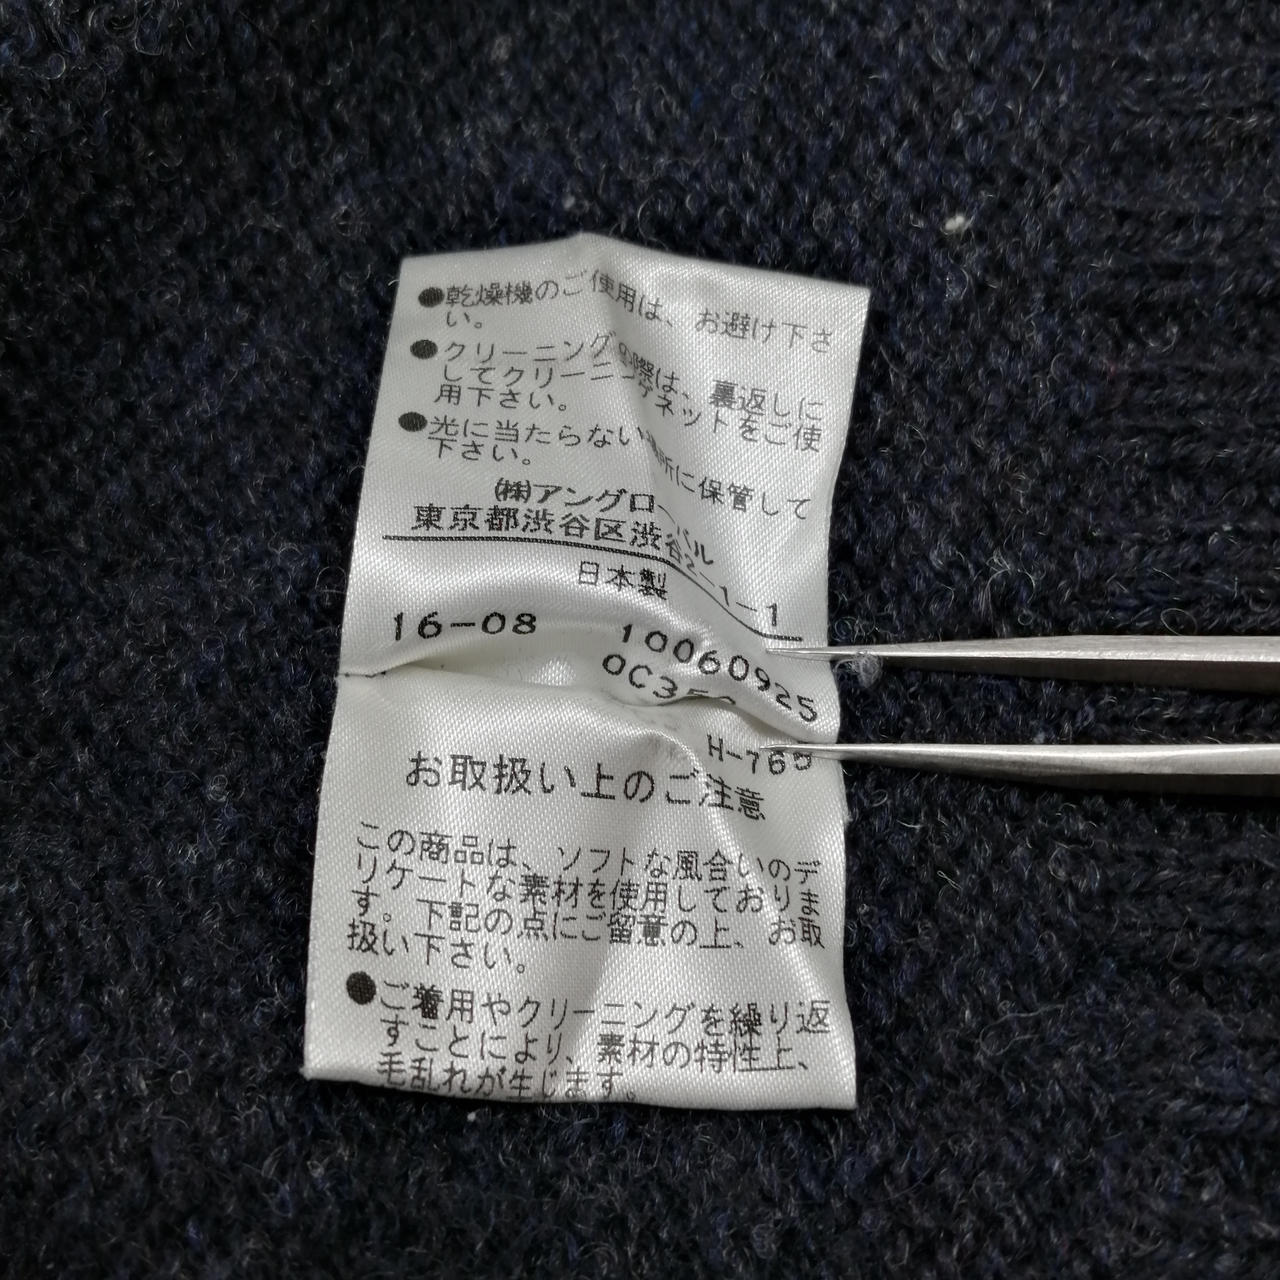 ●乾燥機のご使用は、お避け下さ
い。
●クリーニングの際は、裏返しに
してクリーニングネットをご使
用下さい。
●光に当たらない場所に保管して
下さい。
㈱アングローバル
東京都渋谷区渋谷2-1-1
日本製
16-08 10060925
H-765
お取扱い上のご注意
この商品は、ソフトな風合いのデ
リケートな素材を使用しておりま
す。下記の点にご留意の上、お取
扱い下さい。
●ご着用やクリーニングを繰り返
すことにより、素材の特性上、
毛乱れが生じます。